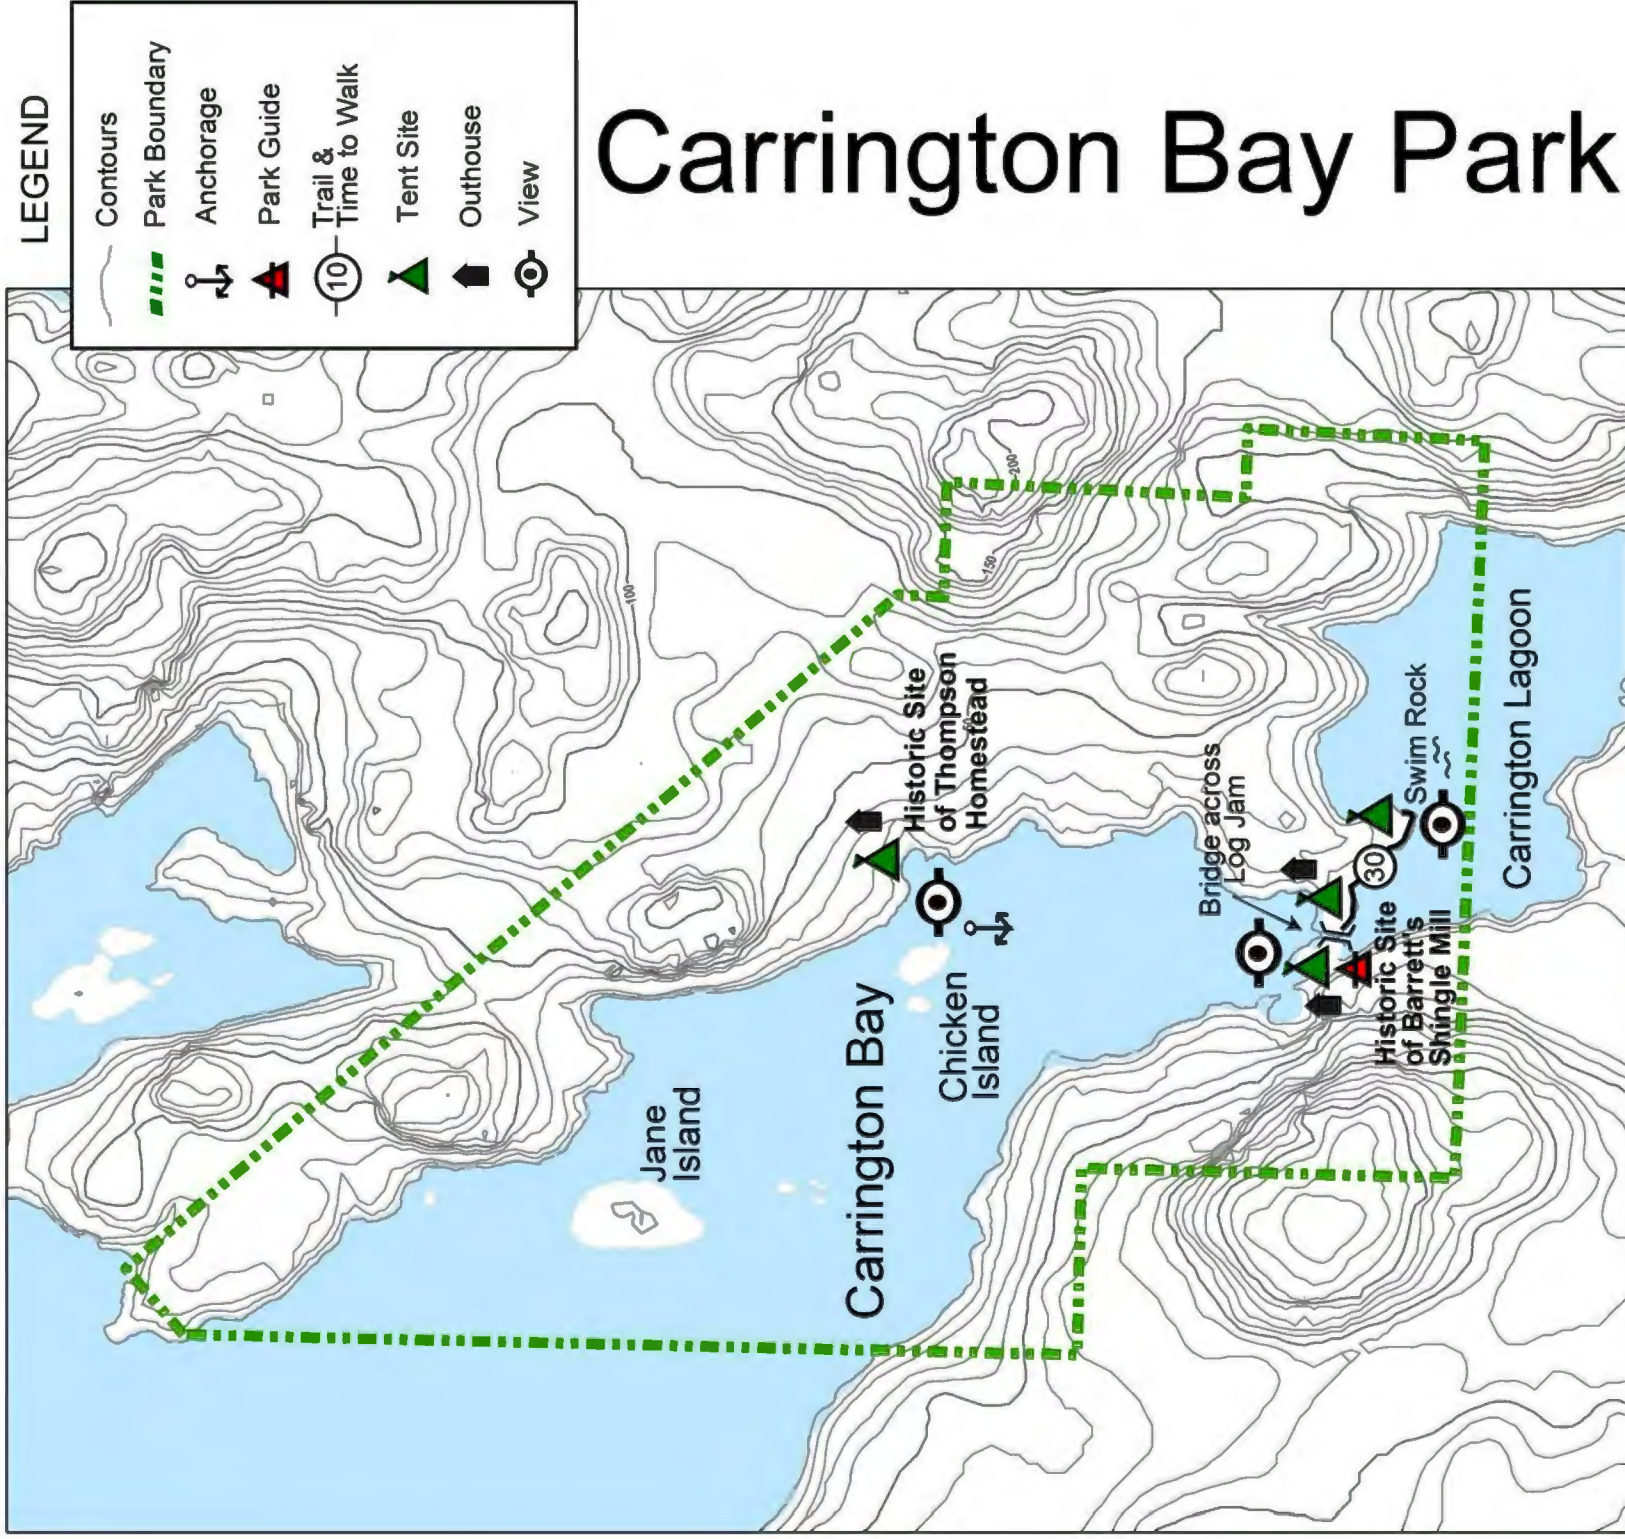 LEGEND
Contours
Park Boundary
Anchorage
Park Guide
10
Trail &
Time to Walk
Tent Site
Outhouse
View
Carrington Bay Park
100
150
200
Historic Site
of Thompson
Homestead
Jane
Island
Carrington Bay
Chicken
Island
Bridge across
Log Jam
30
Swim Rock
Historic Site
of Barrett's
Shingle Mill
Carrington Lagoon